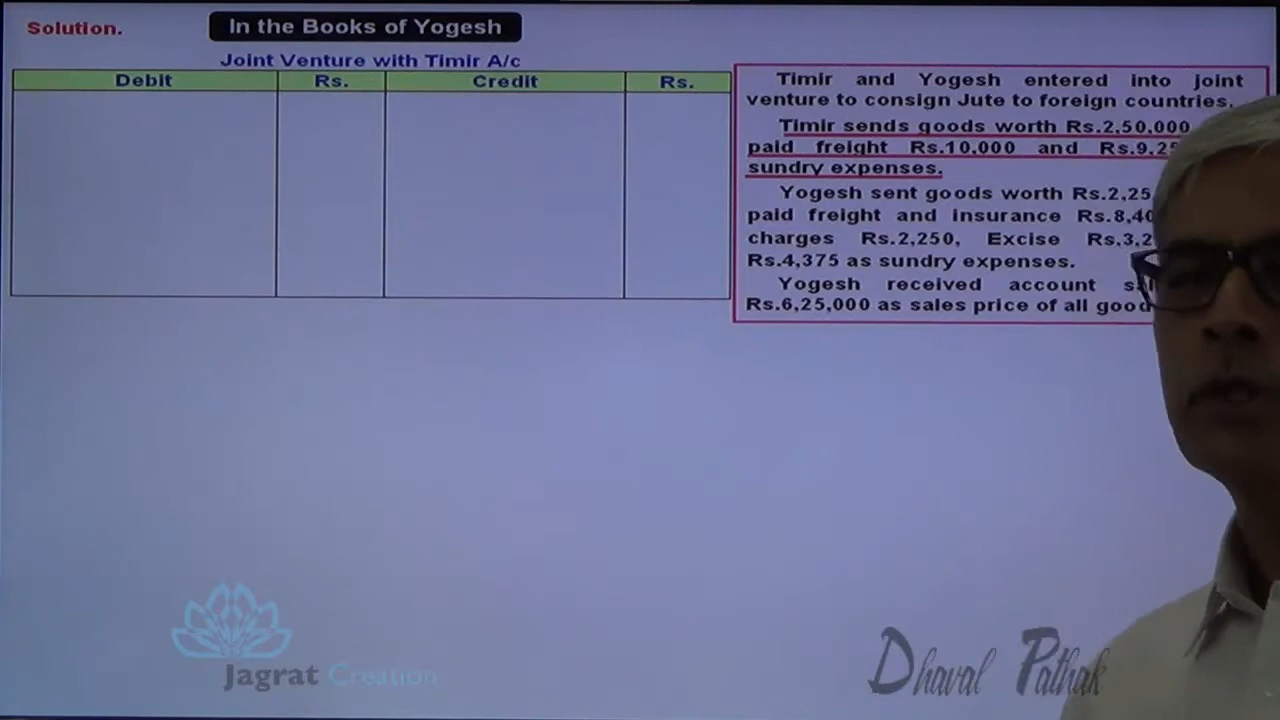 Solution.
In the Books of Yogesh
Joint Venture with Timir A/c
Debit Rs. Credit Rs.
Timir and Yogesh entered into joint
venture to consign Jute to foreign countries.
Timir sends goods worth Rs.2,50,000
paid freight Rs.10,000 and
sundry expenses.
Yogesh sent goods worth
paid freight and insurance
charges Rs.2,250, Excise
Rs.4,375 as sundry expenses.
Yogesh received account
Rs.6,25,000 as sales price of all
Jagrat Creation
Dhaval Pathak